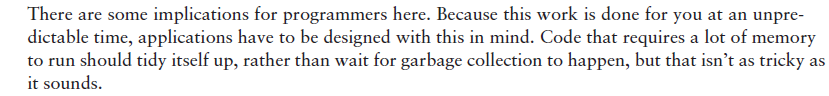 There are some implications for programmers here. Because this work is done for you at an unpre-
dictable time, applications have to be designed with this in mind. Code that requires a lot of memory
to run should tidy itself up, rather than wait for garbage collection to happen, but that isn’t as tricky as
it sounds.